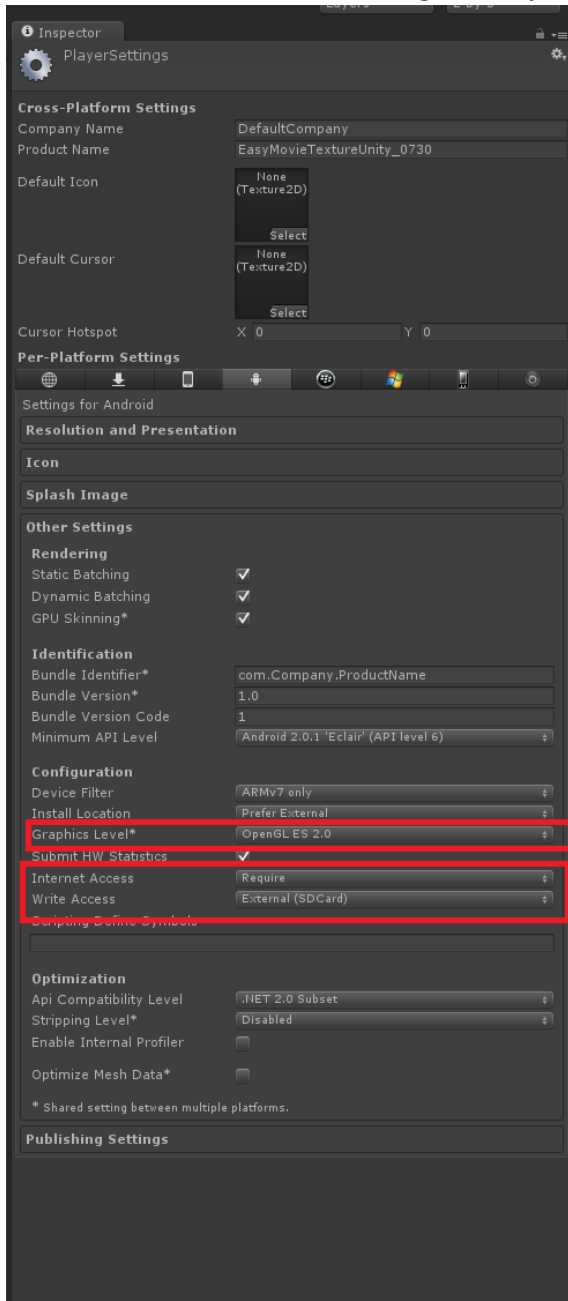 Inspector
PlayerSettings
Cross-Platform Settings
Company Name DefaultCompany
Product Name EasyMovieTextureUnity_0730
Default Icon None (Texture2D) Select
Default Cursor None (Texture2D) Select
Cursor Hotspot X 0 Y 0
Per-Platform Settings
Settings for Android
Resolution and Presentation
Icon
Splash Image
Other Settings
Rendering
Static Batching
Dynamic Batching
GPU Skinning*
Identification
Bundle Identifier* com.Company.ProductName
Bundle Version* 1.0
Bundle Version Code 1
Minimum API Level Android 2.0.1 'Eclair' (API level 6)
Configuration
Device Filter ARMv7 only
Install Location Prefer External
Graphics Level* OpenGL ES 2.0
Submit HW Statistics
Internet Access Require
Write Access External (SDCard)
Scripting Define Symbols
Optimization
Api Compatibility Level .NET 2.0 Subset
Stripping Level* Disabled
Enable Internal Profiler
Optimize Mesh Data*
* Shared setting between multiple platforms.
Publishing Settings